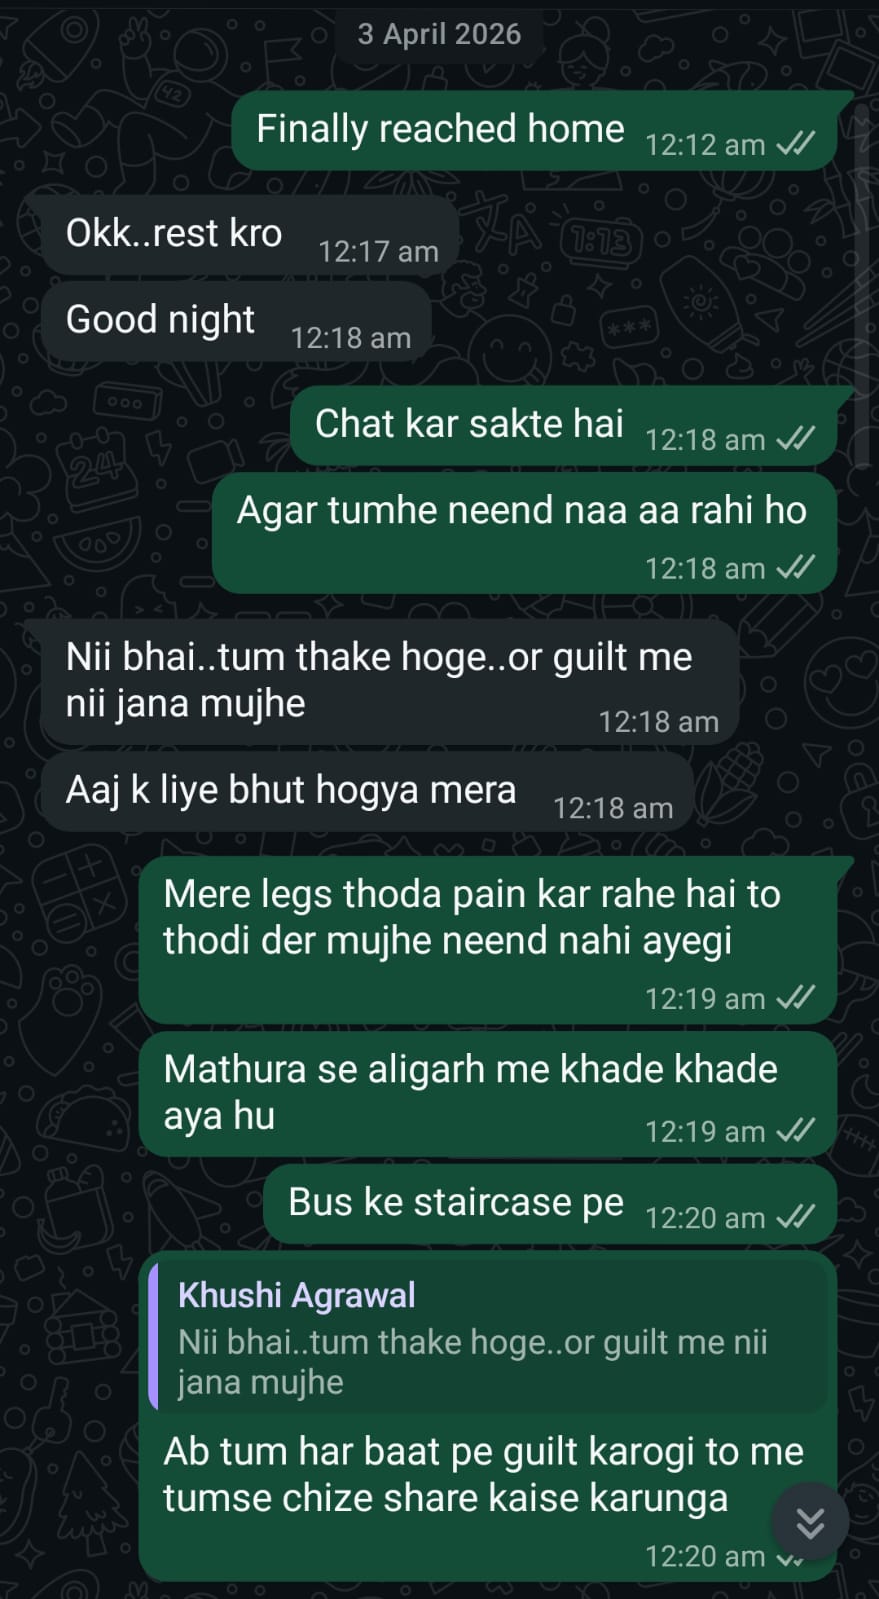 3 April 2026
Finally reached home 12:12 am
Okk..rest kro 12:17 am
Good night 12:18 am
Chat kar sakte hai 12:18 am
Agar tumhe neend naa aa rahi ho
12:18 am
Nii bhai..tum thake hoge..or guilt me
nii jana mujhe
12:18 am
Aaj k liye bhut hogya mera 12:18 am
Mere legs thoda pain kar rahe hai to
thodi der mujhe neend nahi ayegi
12:19 am
Mathura se aligarh me khade khade
aya hu
12:19 am
Bus ke staircase pe 12:20 am
Khushi Agrawal
Nii bhai..tum thake hoge..or guilt me nii
jana mujhe
Ab tum har baat pe guilt karogi to me
tumse chize share kaise karunga
12:20 am